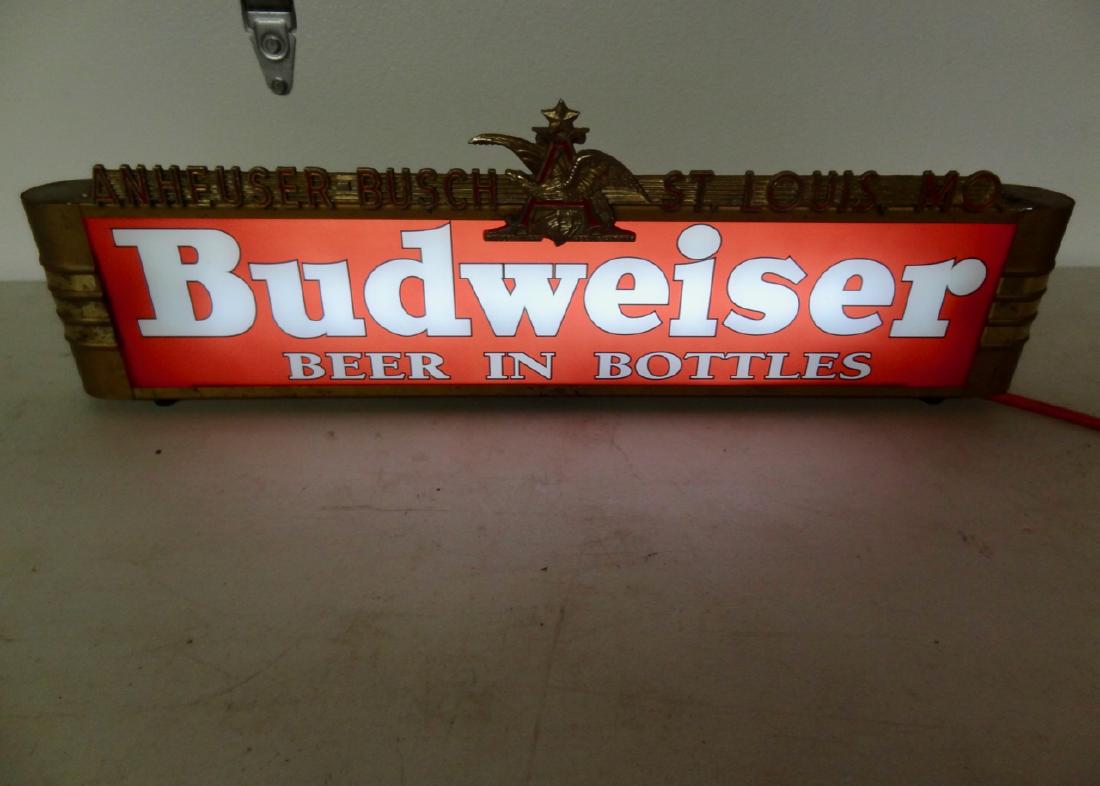 ANHEUSER BUSCH A ST. LOUIS, MO.
Budweiser
BEER IN BOTTLES